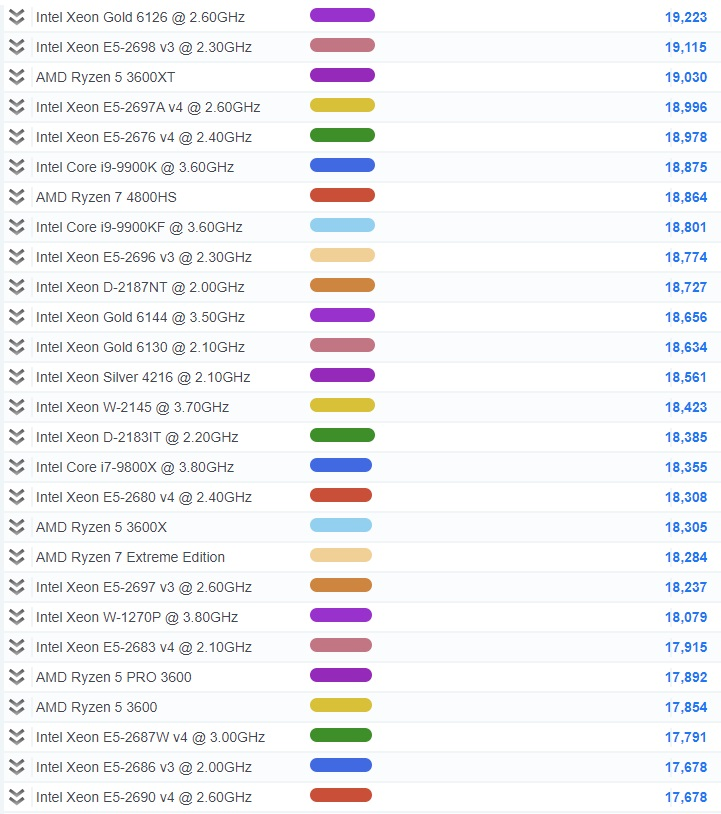 Intel Xeon Gold 6126 @ 2.60GHz 19,223
Intel Xeon E5-2698 v3 @ 2.30GHz 19,115
AMD Ryzen 5 3600XT 19,030
Intel Xeon E5-2697A v4 @ 2.60GHz 18,996
Intel Xeon E5-2676 v4 @ 2.40GHz 18,978
Intel Core i9-9900K @ 3.60GHz 18,875
AMD Ryzen 7 4800HS 18,864
Intel Core i9-9900KF @ 3.60GHz 18,801
Intel Xeon E5-2696 v3 @ 2.30GHz 18,774
Intel Xeon D-2187NT @ 2.00GHz 18,727
Intel Xeon Gold 6144 @ 3.50GHz 18,656
Intel Xeon Gold 6130 @ 2.10GHz 18,634
Intel Xeon Silver 4216 @ 2.10GHz 18,561
Intel Xeon W-2145 @ 3.70GHz 18,423
Intel Xeon D-2183IT @ 2.20GHz 18,385
Intel Core i7-9800X @ 3.80GHz 18,355
Intel Xeon E5-2680 v4 @ 2.40GHz 18,308
AMD Ryzen 5 3600X 18,305
AMD Ryzen 7 Extreme Edition 18,284
Intel Xeon E5-2697 v3 @ 2.60GHz 18,237
Intel Xeon W-1270P @ 3.80GHz 18,079
Intel Xeon E5-2683 v4 @ 2.10GHz 17,915
AMD Ryzen 5 PRO 3600 17,892
AMD Ryzen 5 3600 17,854
Intel Xeon E5-2687W v4 @ 3.00GHz 17,791
Intel Xeon E5-2686 v3 @ 2.00GHz 17,678
Intel Xeon E5-2690 v4 @ 2.60GHz 17,678